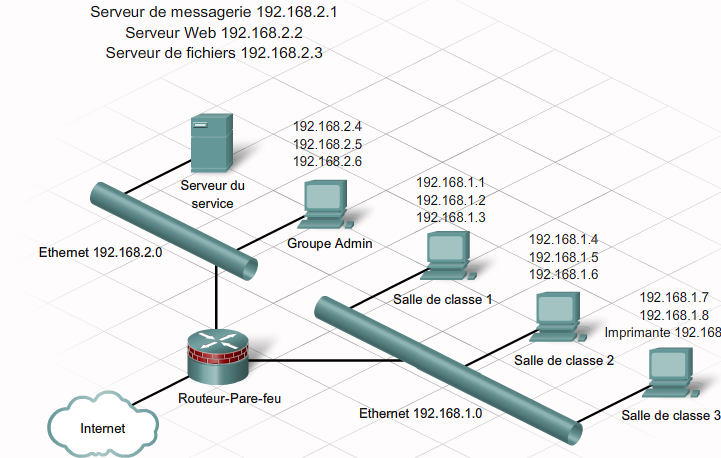 Serveur de messagerie 192.168.2.1
Serveur Web 192.168.2.2
Serveur de fichiers 192.168.2.3
192.168.2.4
192.168.2.5
192.168.2.6
Serveur du
service
Groupe Admin
Ethernet 192.168.2.0
192.168.1.1
192.168.1.2
192.168.1.3
Salle de classe 1
192.168.1.4
192.168.1.5
192.168.1.6
Salle de classe 2
192.168.1.7
192.168.1.8
Imprimante 192.168
Salle de classe 3
Routeur-Pare-feu
Ethernet 192.168.1.0
Internet